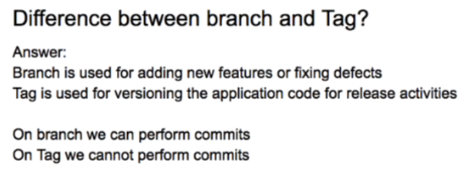 Difference between branch and Tag?
Answer:
Branch is used for adding new features or fixing defects
Tag is used for versioning the application code for release activities
On branch we can perform commits
On Tag we cannot perform commits